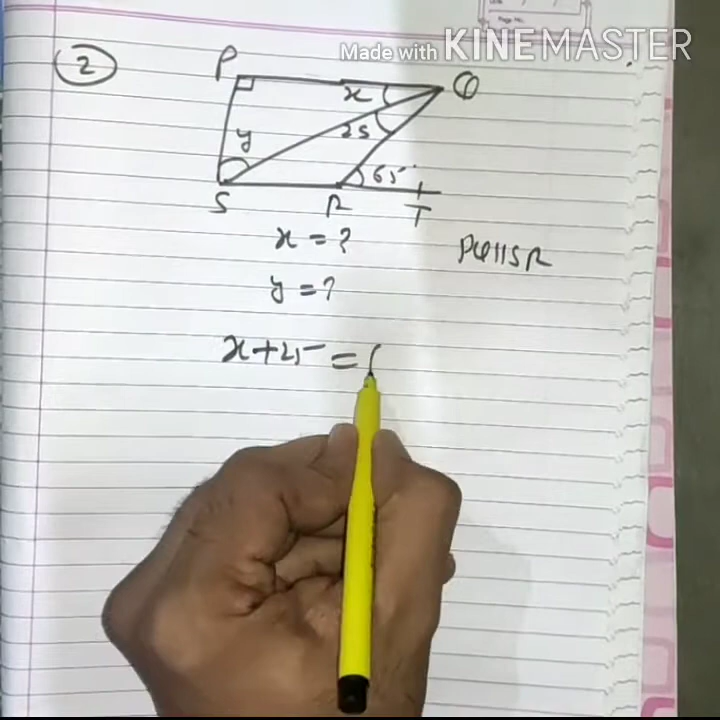 Made with KINEMASTER
2
P
Q
x
25
y
65°
S
R
T
x = ?
PQ||SR
y = ?
x+25 =